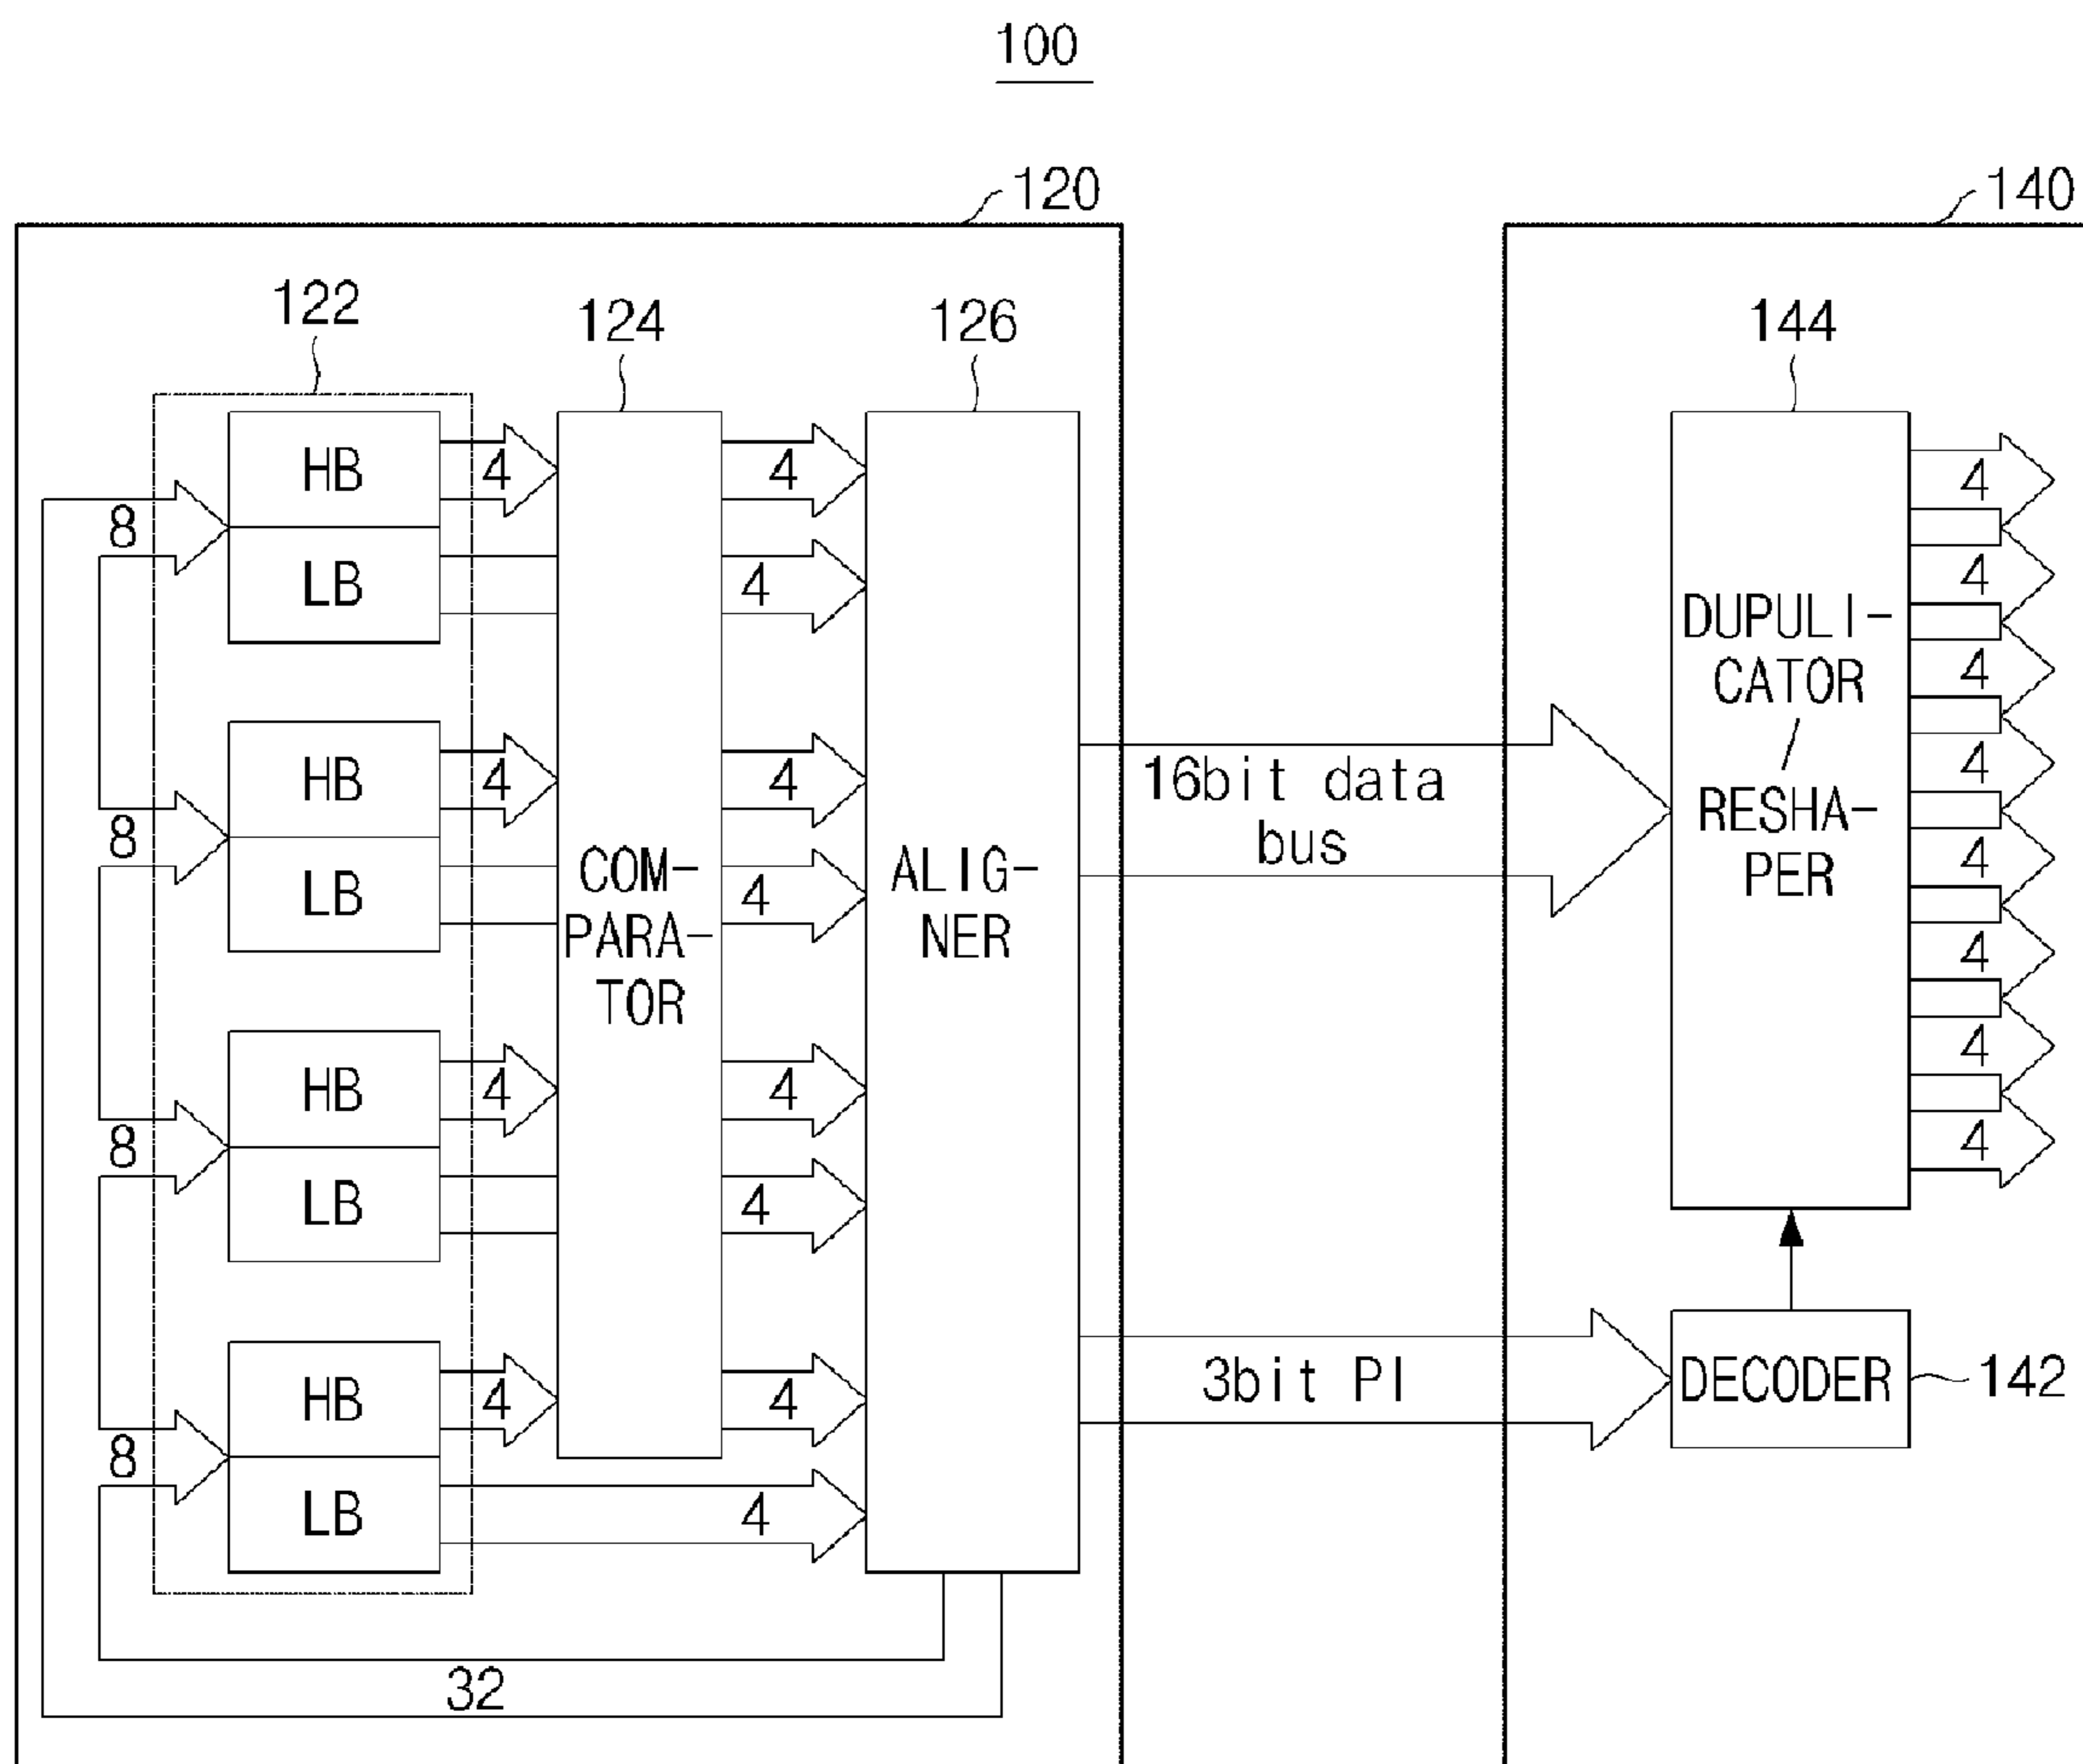 100
120
140
122
124
126
144
HB
4
4
4
8
LB
4
4
DUPULI-
CATOR
/
RESHA-
PER
HB
4
4
16bit data
bus
4
8
LB
COM-
PARA-
TOR
4
ALIG-
NER
4
4
HB
4
4
4
8
LB
4
4
HB
4
4
3bit PI
DECODER
142
8
LB
4
32